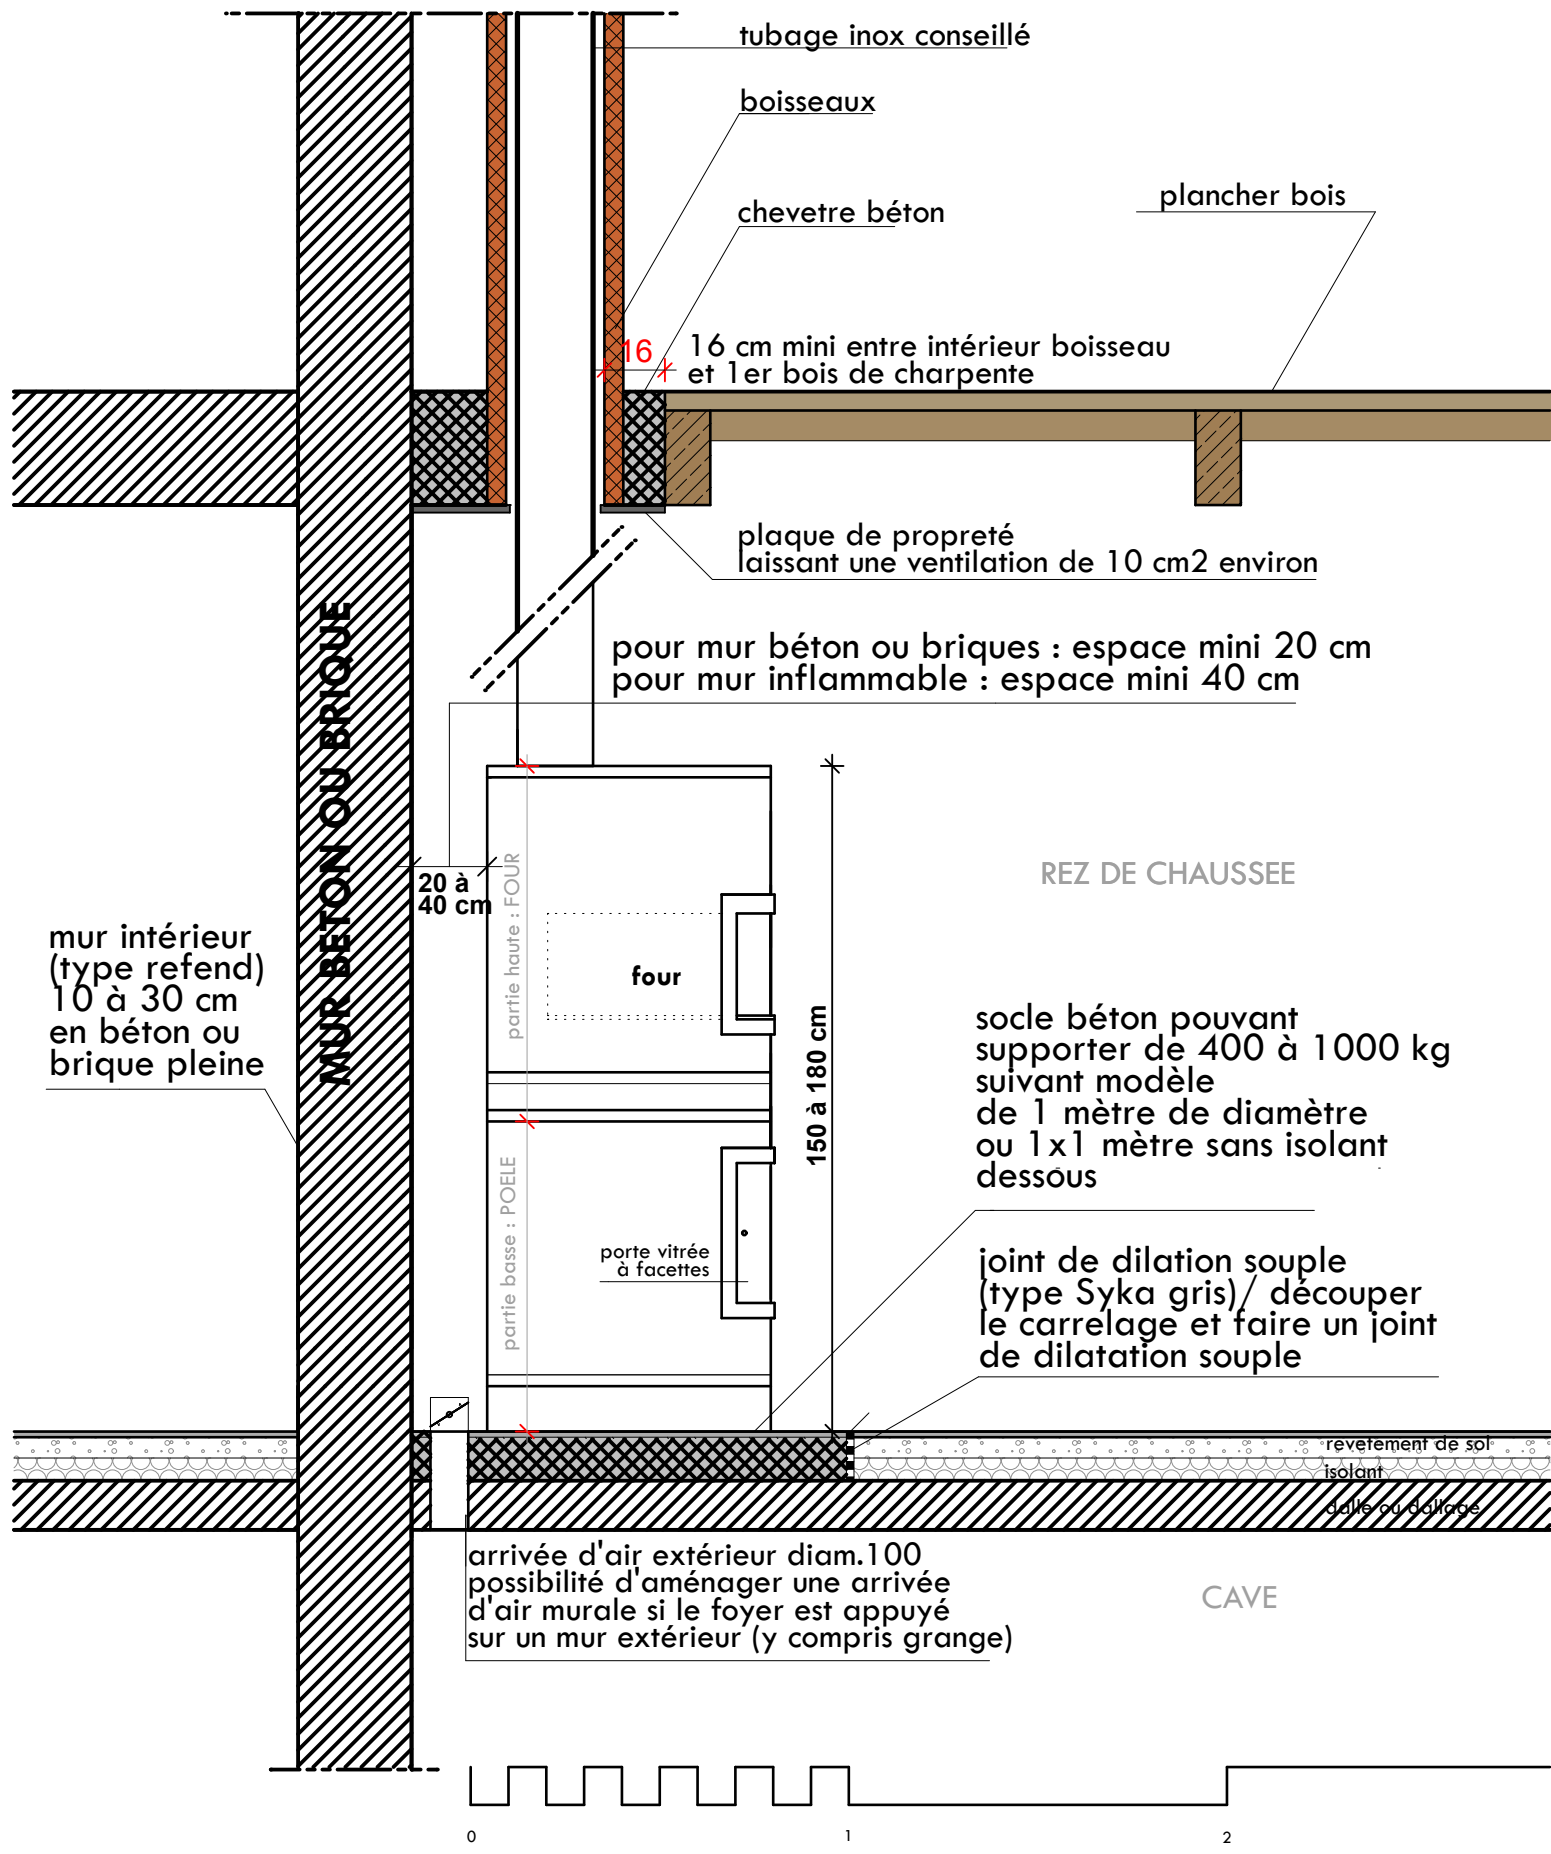 tubage inox conseillé
boisseaux
chevetre béton
plancher bois
16
16 cm mini entre intérieur boisseau
et 1er bois de charpente
plaque de propreté
laissant une ventilation de 10 cm2 environ
pour mur béton ou briques : espace mini 20 cm
pour mur inflammable : espace mini 40 cm
MUR BETON OU BRIQUE
20 à
40 cm
partie haute : FOUR
four
REZ DE CHAUSSEE
mur intérieur
(type refend)
10 à 30 cm
en béton ou
brique pleine
150 à 180 cm
socle béton pouvant
supporter de 400 à 1000 kg
suivant modèle
de 1 mètre de diamètre
ou 1x1 mètre sans isolant
dessous
partie basse : POELE
porte vitrée
à facettes
joint de dilation souple
(type Syka gris)/ découper
le carrelage et faire un joint
de dilatation souple
revetement de sol
isolant
dalle ou dallage
arrivée d'air extérieur diam.100
possibilité d'aménager une arrivée
d'air murale si le foyer est appuyé
sur un mur extérieur (y compris grange)
CAVE
0
1
2